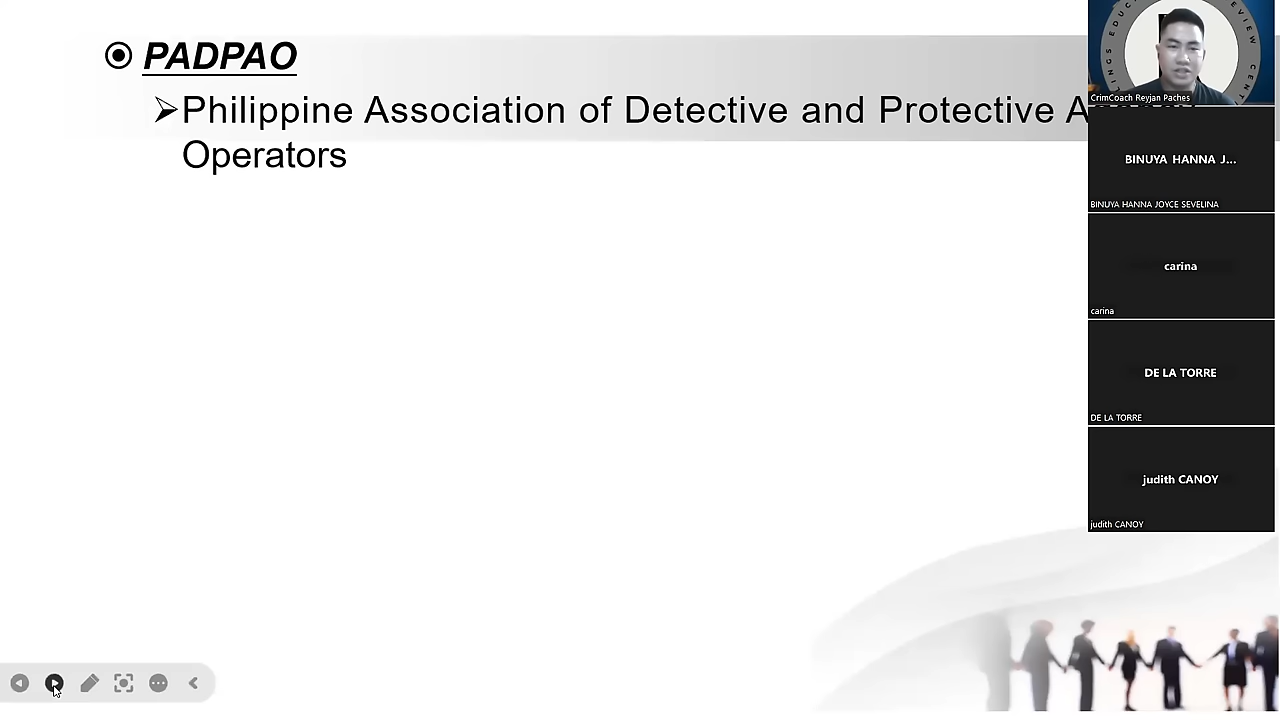 PADPAO
Philippine Association of Detective and Protective A
Operators
CrimCoach Reyjan Paches
BINUYA HANNA J...
BINUYA HANNA JOYCE SEVELINA
carina
carina
DE LA TORRE
DE LA TORRE
judith CANOY
judith CANOY